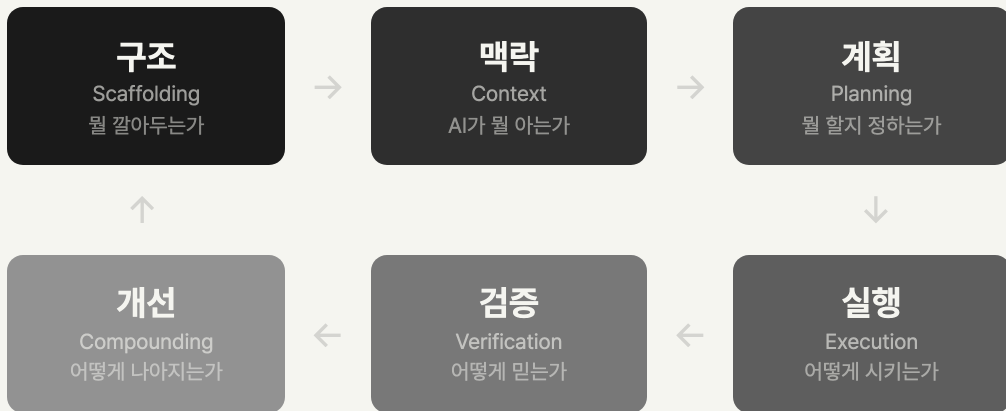 구조
Scaffolding
뭘 깔아두는가
맥락
Context
AI가 뭘 아는가
계획
Planning
뭘 할지 정하는가
실행
Execution
어떻게 시키는가
검증
Verification
어떻게 믿는가
개선
Compounding
어떻게 나아지는가